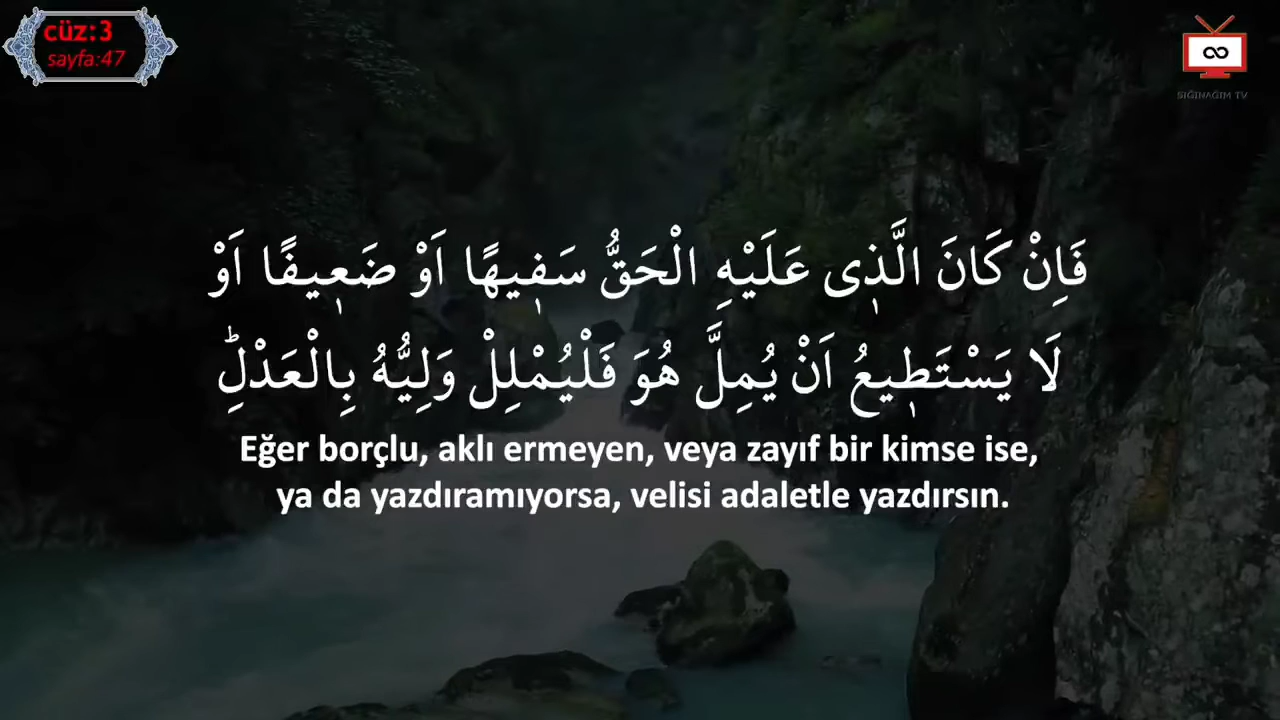 cüz:3
sayfa:47
SIĞINAĞIM TV
فَاِنْ كَانَ الَّذٖى عَلَيْهِ الْحَقُّ سَفٖيهًا اَوْ ضَعٖيفًا اَوْ
لَا يَسْتَطٖيعُ اَنْ يُمِلَّ هُوَ فَلْيُمْلِلْ وَلِيُّهُ بِالْعَدْلِؕ
Eğer borçlu, aklı ermeyen, veya zayıf bir kimse ise,
ya da yazdıramıyorsa, velisi adaletle yazdırsın.